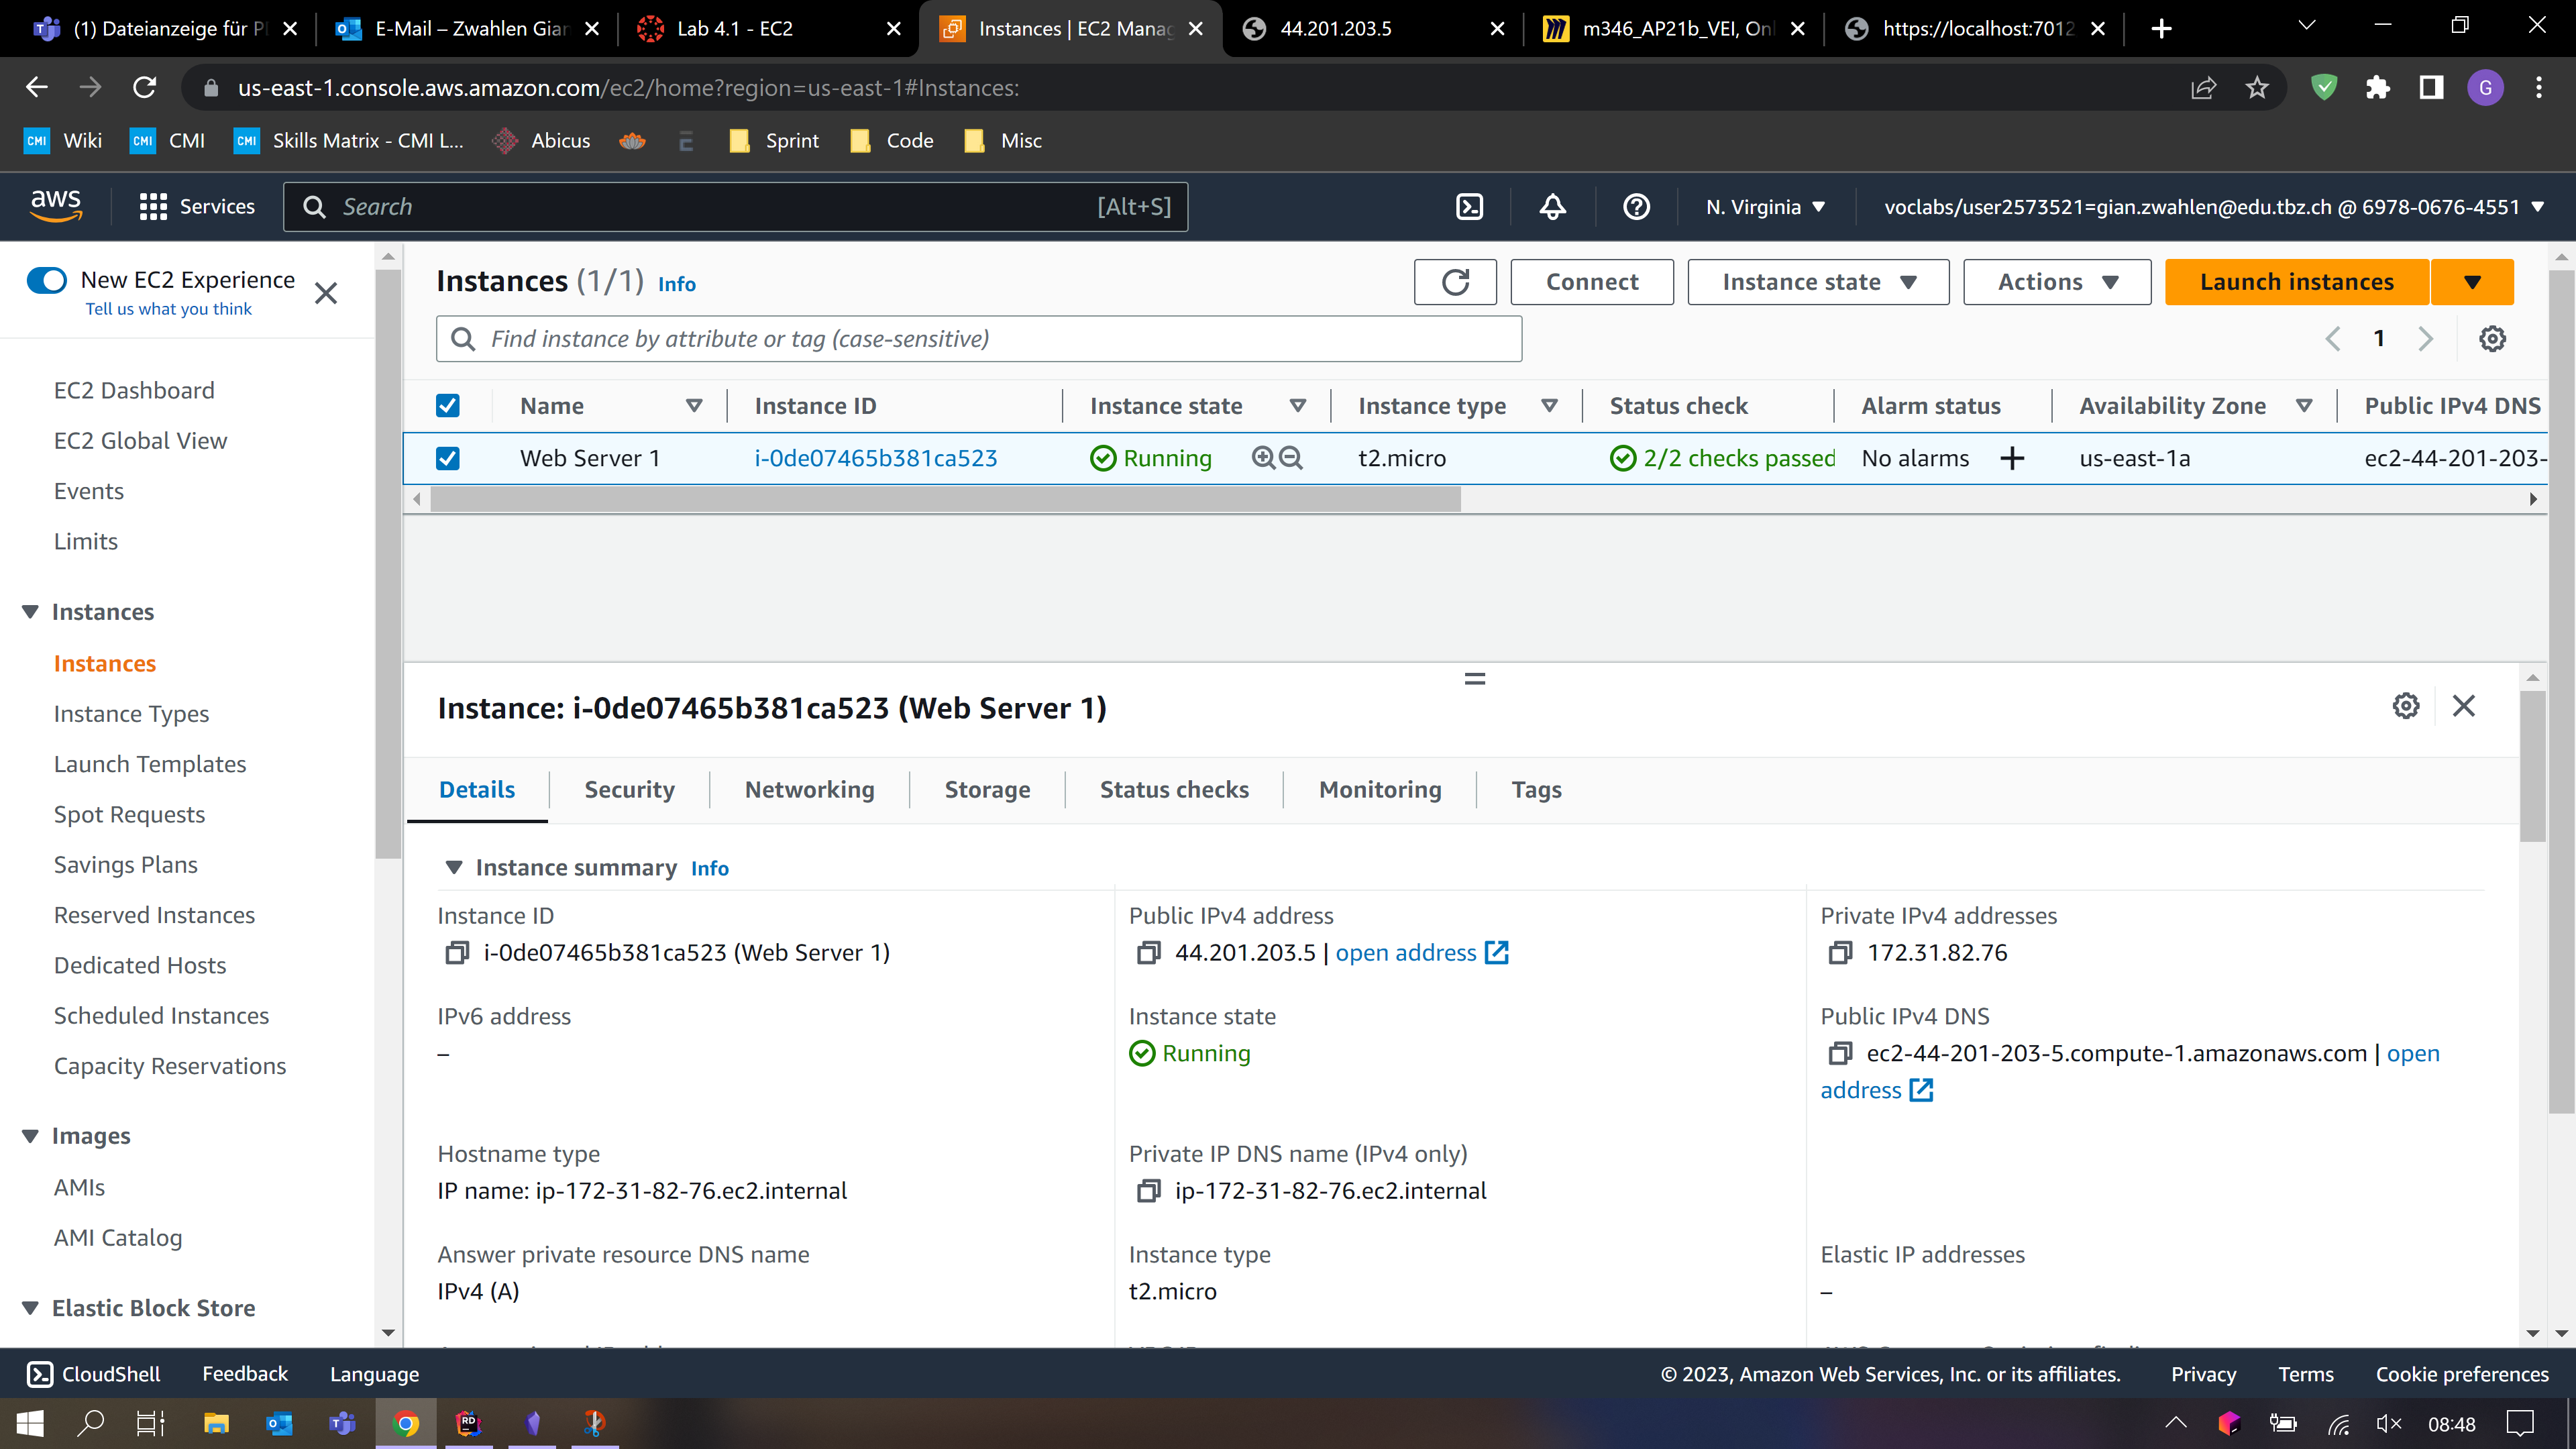 (1) Dateianzeige für Pl
E-Mail – Zwahlen Gian
Lab 4.1 - EC2
Instances | EC2 Manag
44.201.203.5
m346_AP21b_VEI, Onl
https://localhost:7012
us-east-1.console.aws.amazon.com/ec2/home?region=us-east-1#Instances:
G
CMI Wiki
CMI CMI
CMI Skills Matrix - CMI L...
Abicus
Sprint
Code
Misc
aws
Services
Search [Alt+S]
N. Virginia
voclabs/user2573521=gian.zwahlen@edu.tbz.ch @ 6978-0676-4551
New EC2 Experience
Tell us what you think
EC2 Dashboard
EC2 Global View
Events
Limits
Instances
Instances
Instance Types
Launch Templates
Spot Requests
Savings Plans
Reserved Instances
Dedicated Hosts
Scheduled Instances
Capacity Reservations
Images
AMIs
AMI Catalog
Elastic Block Store
Instances (1/1) Info
Connect
Instance state
Actions
Launch instances
Find instance by attribute or tag (case-sensitive)
1
Name Instance ID Instance state Instance type Status check Alarm status Availability Zone Public IPv4 DNS
Web Server 1 i-0de07465b381ca523 Running t2.micro 2/2 checks passed No alarms us-east-1a ec2-44-201-203-
Instance: i-0de07465b381ca523 (Web Server 1)
Details Security Networking Storage Status checks Monitoring Tags
Instance summary Info
Instance ID
i-0de07465b381ca523 (Web Server 1)
Public IPv4 address
44.201.203.5 | open address
Private IPv4 addresses
172.31.82.76
IPv6 address
–
Instance state
Running
Public IPv4 DNS
ec2-44-201-203-5.compute-1.amazonaws.com | open
address
Hostname type
IP name: ip-172-31-82-76.ec2.internal
Private IP DNS name (IPv4 only)
ip-172-31-82-76.ec2.internal
Answer private resource DNS name
IPv4 (A)
Instance type
t2.micro
Elastic IP addresses
–
CloudShell Feedback Language
© 2023, Amazon Web Services, Inc. or its affiliates. Privacy Terms Cookie preferences
RD
08:48